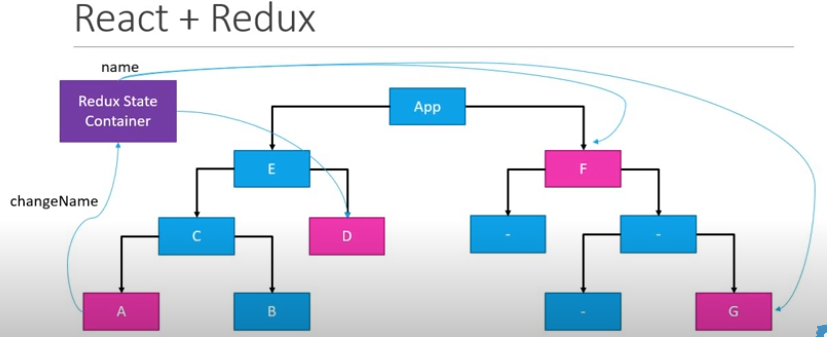 React + Redux
name
Redux State
Container
App
E
F
changeName
C
D
-
-
A
B
-
G